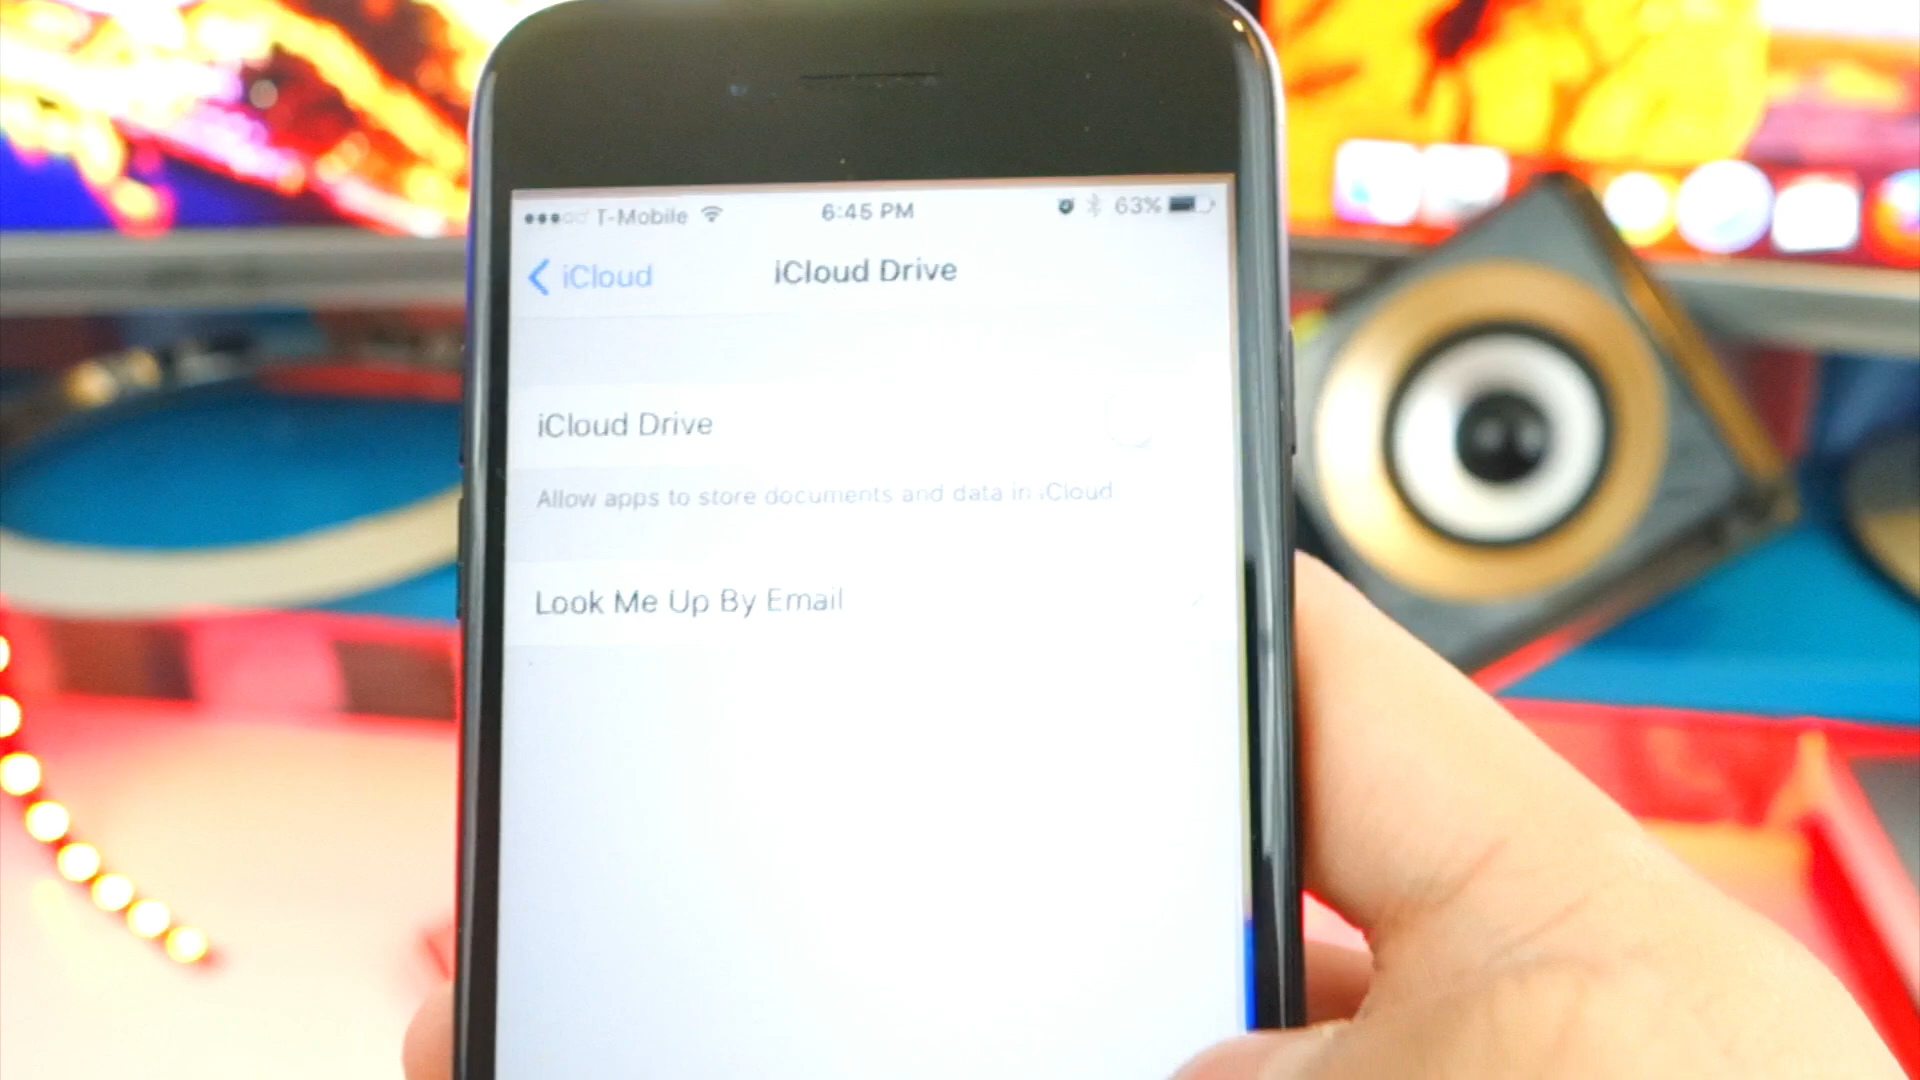 T-Mobile 6:45 PM 63%
iCloud iCloud Drive
iCloud Drive
Allow apps to store documents and data in iCloud
Look Me Up By Email